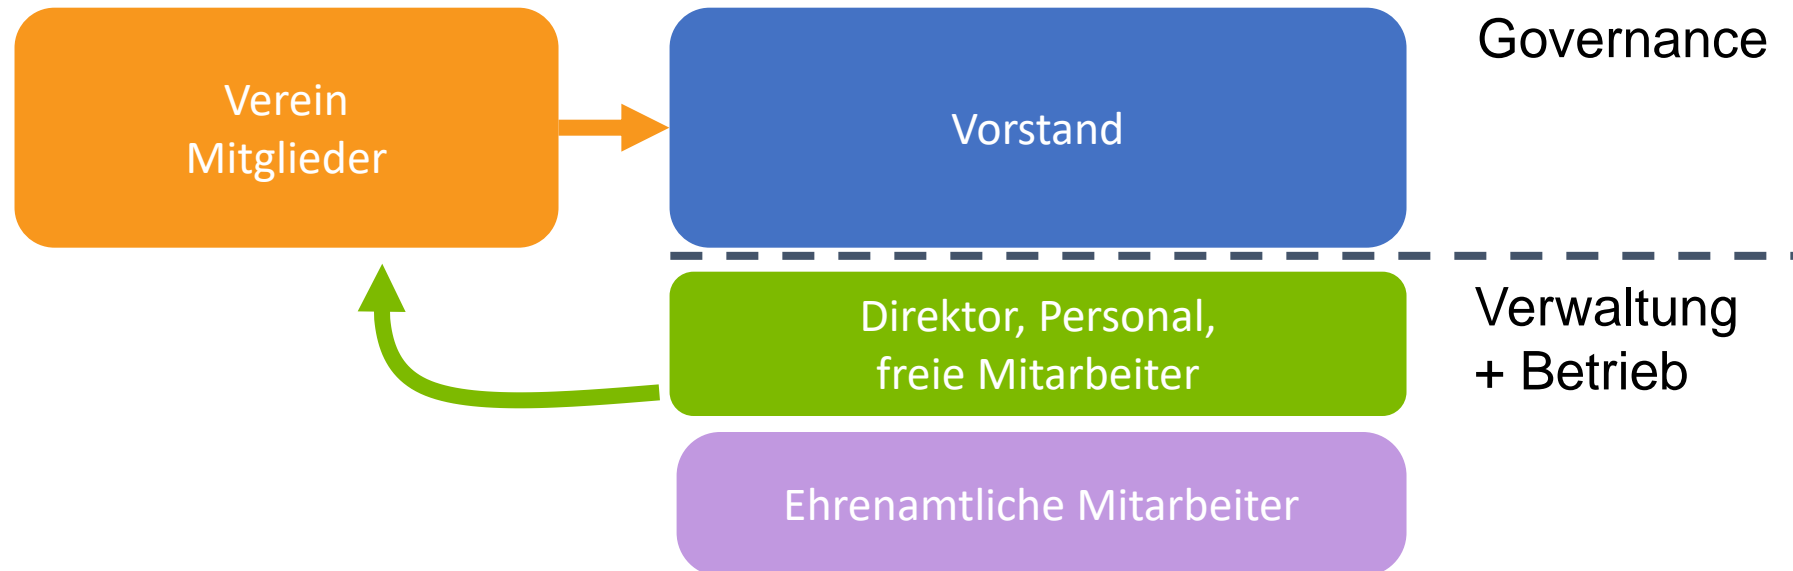 Verein
Mitglieder
Vorstand
Governance
Direktor, Personal,
freie Mitarbeiter
Verwaltung
+ Betrieb
Ehrenamtliche Mitarbeiter